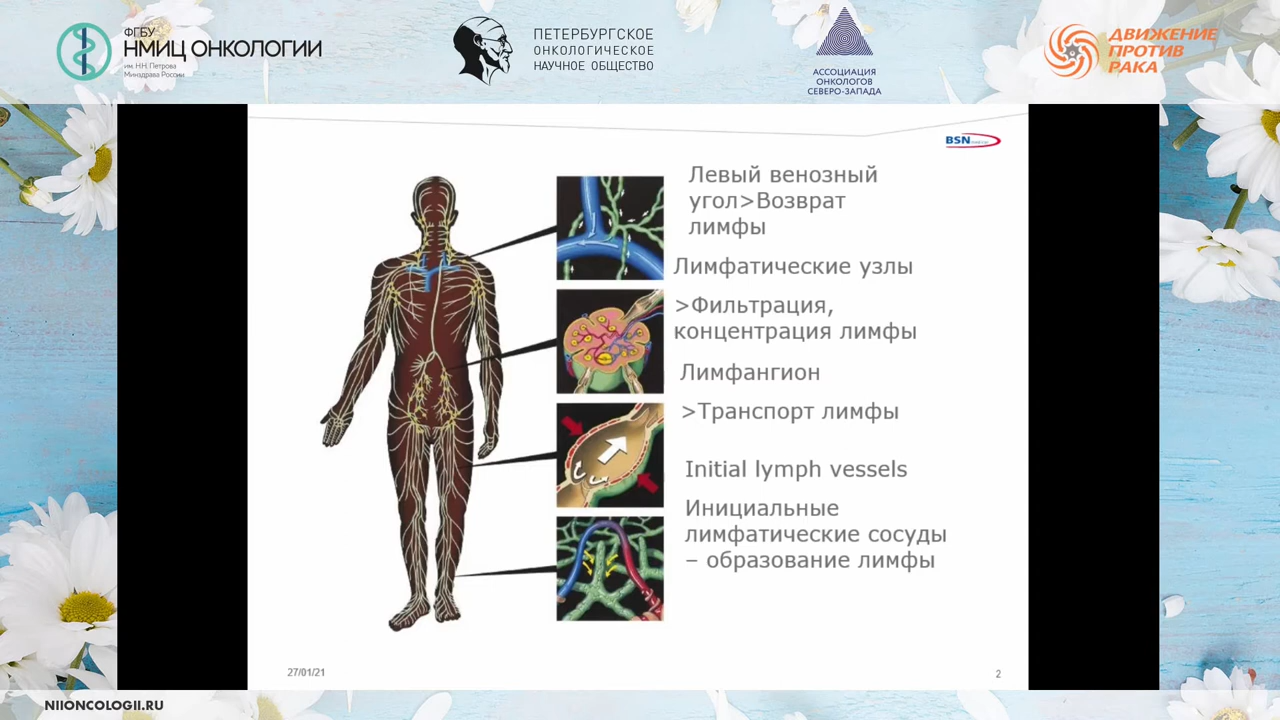 ФГБУ
НМИЦ ОНКОЛОГИИ
им. Н.Н. Петрова
Минздрава России
ПЕТЕРБУРГСКОЕ
ОНКОЛОГИЧЕСКОЕ
НАУЧНОЕ ОБЩЕСТВО
АССОЦИАЦИЯ
ОНКОЛОГОВ
СЕВЕРО-ЗАПАДА
ДВИЖЕНИЕ
ПРОТИВ
РАКА
BSN
Левый венозный
угол>Возврат
лимфы
Лимфатические узлы
>Фильтрация,
концентрация лимфы
Лимфангион
>Транспорт лимфы
Initial lymph vessels
Инициальные
лимфатические сосуды
– образование лимфы
27/01/21
2
NIIONCOLOGII.RU